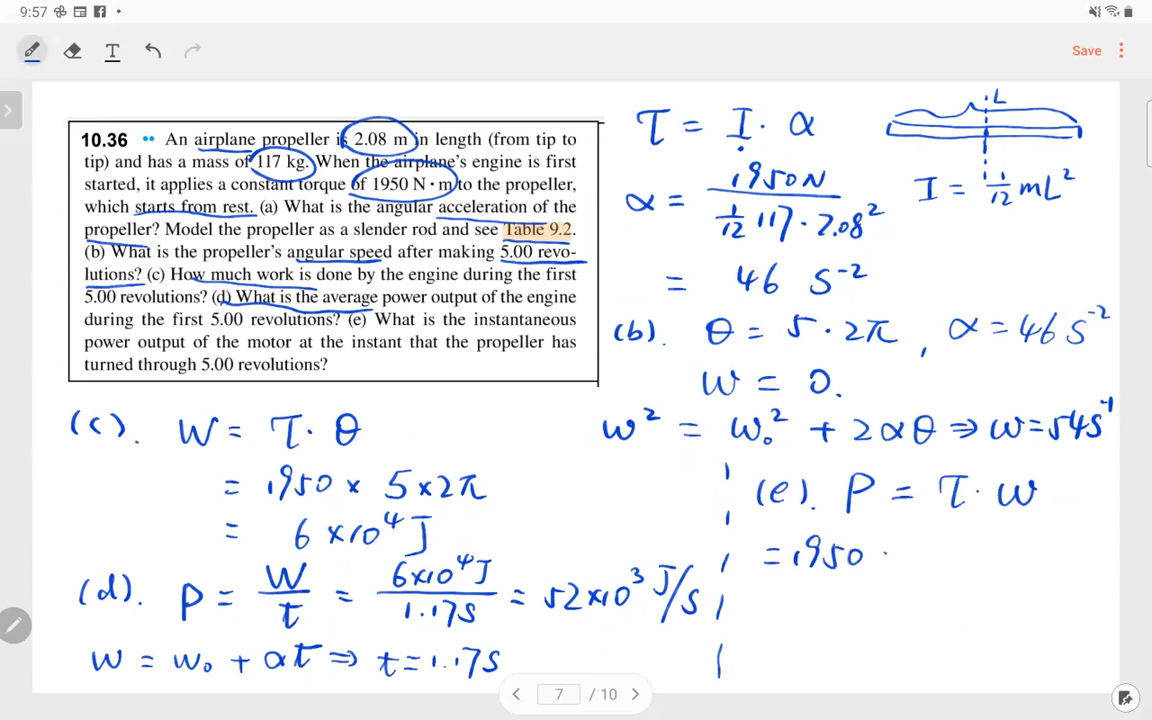 9:57
Save
10.36 •• An airplane propeller is 2.08 m in length (from tip to
tip) and has a mass of 117 kg. When the airplane's engine is first
started, it applies a constant torque of 1950 N·m to the propeller,
which starts from rest. (a) What is the angular acceleration of the
propeller? Model the propeller as a slender rod and see Table 9.2.
(b) What is the propeller's angular speed after making 5.00 revo-
lutions? (c) How much work is done by the engine during the first
5.00 revolutions? (d) What is the average power output of the engine
during the first 5.00 revolutions? (e) What is the instantaneous
power output of the motor at the instant that the propeller has
turned through 5.00 revolutions?
τ = I · α
L
α = 1950N / (1/12 117 · 2.08²)
I = 1/12 mL²
= 46 s⁻²
(b). θ = 5 · 2π, α = 46 s⁻²
w = 0.
w² = w₀² + 2αθ ⇒ w = 54s⁻¹
(c). W = τ · θ
= 1950 × 5 × 2π
= 6 × 10⁴ J
(d). P = W/t = 6×10⁴J / 1.17s = 52×10³ J/s
w = w₀ + αt ⇒ t = 1.17s
(e). P = τ · w
= 1950 ·
7 / 10